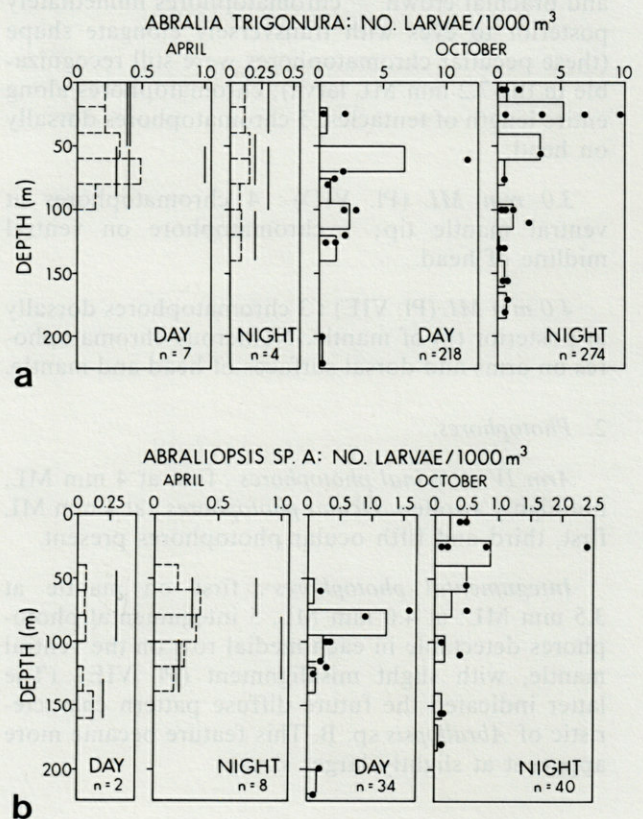 ABRALIA TRIGONURA: NO. LARVAE/1000 m³
APRIL OCTOBER
0 0.5 1.0 0 0.25 0.5 0 5 10 0 5 10
0
50
100
150
200
DEPTH (m)
DAY NIGHT DAY NIGHT
n=7 n=4 n=218 n=274
a
ABRALIOPSIS SP. A: NO. LARVAE/1000 m³
APRIL OCTOBER
0 0.25 0 0.5 1.0 0 0.5 1.0 1.5 0 0.5 1.0 1.5 2.0 2.5
0
50
100
150
200
DEPTH (m)
DAY NIGHT DAY NIGHT
n=2 n=8 n=34 n=40
b